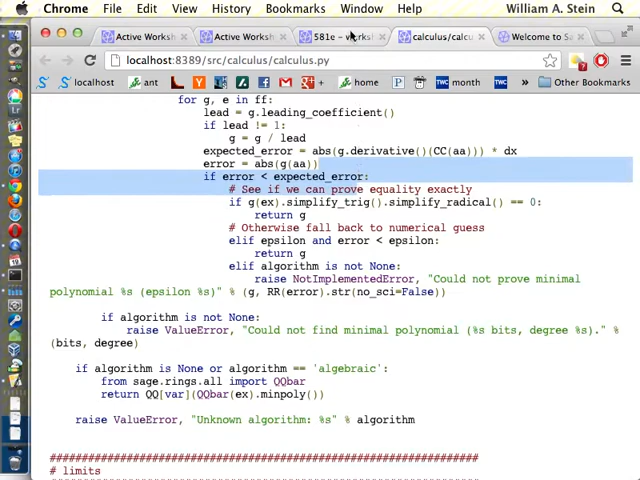 Chrome File Edit View History Bookmarks Window Help William A. Stein
Active Worksh Active Worksh 581e – worksh calculus/calcu Welcome to Sa
localhost:8389/src/calculus/calculus.py
localhost ant home month Other Bookmarks
for g, e in ff:
lead = g.leading_coefficient()
if lead != 1:
g = g / lead
expected_error = abs(g.derivative()(CC(aa))) * dx
error = abs(g(aa))
if error < expected_error:
# See if we can prove equality exactly
if g(ex).simplify_trig().simplify_radical() == 0:
return g
# Otherwise fall back to numerical guess
elif epsilon and error < epsilon:
return g
elif algorithm is not None:
raise NotImplementedError, "Could not prove minimal
polynomial %s (epsilon %s)" % (g, RR(error).str(no_sci=False))
if algorithm is not None:
raise ValueError, "Could not find minimal polynomial (%s bits, degree %s)." %
(bits, degree)
if algorithm is None or algorithm == 'algebraic':
from sage.rings.all import QQbar
return QQ[var](QQbar(ex).minpoly())
raise ValueError, "Unknown algorithm: %s" % algorithm
###################################################################
# limits